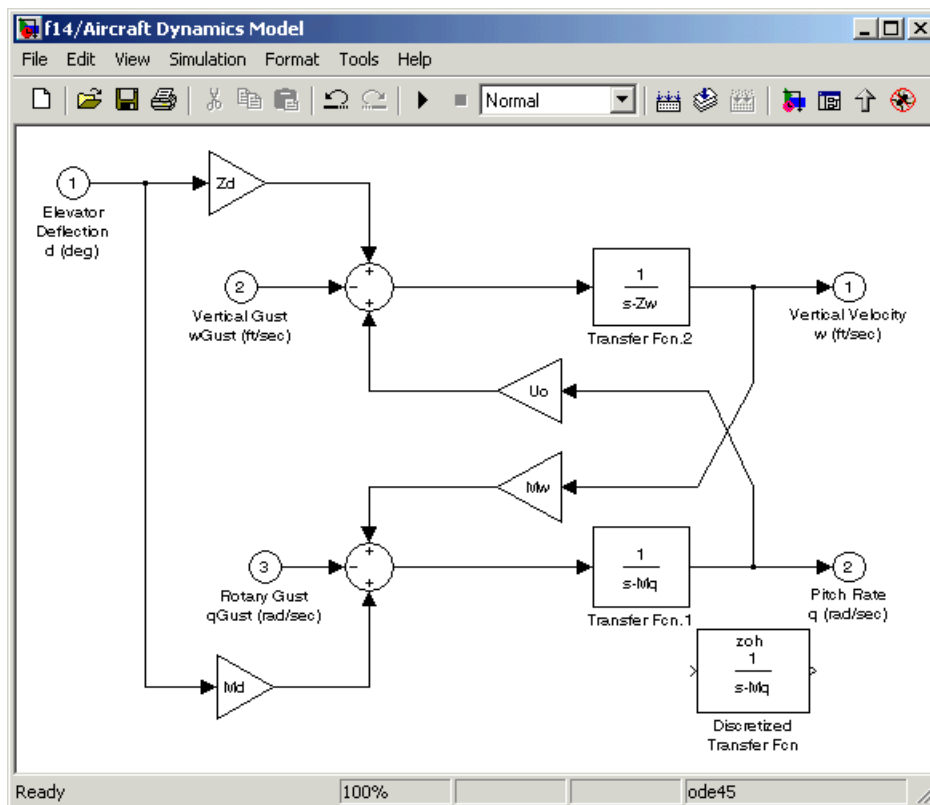 f14/Aircraft Dynamics Model
File Edit View Simulation Format Tools Help
Normal
1
Elevator
Deflection
d (deg)
Zd
2
Vertical Gust
wGust (ft/sec)
+
−
+
1
s-Zw
Transfer Fcn.2
1
Vertical Velocity
w (ft/sec)
Uo
Mw
3
Rotary Gust
qGust (rad/sec)
+
−
+
1
s-Mq
Transfer Fcn.1
2
Pitch Rate
q (rad/sec)
Md
zoh
1
s-Mq
Discretized
Transfer Fcn
Ready 100% ode45